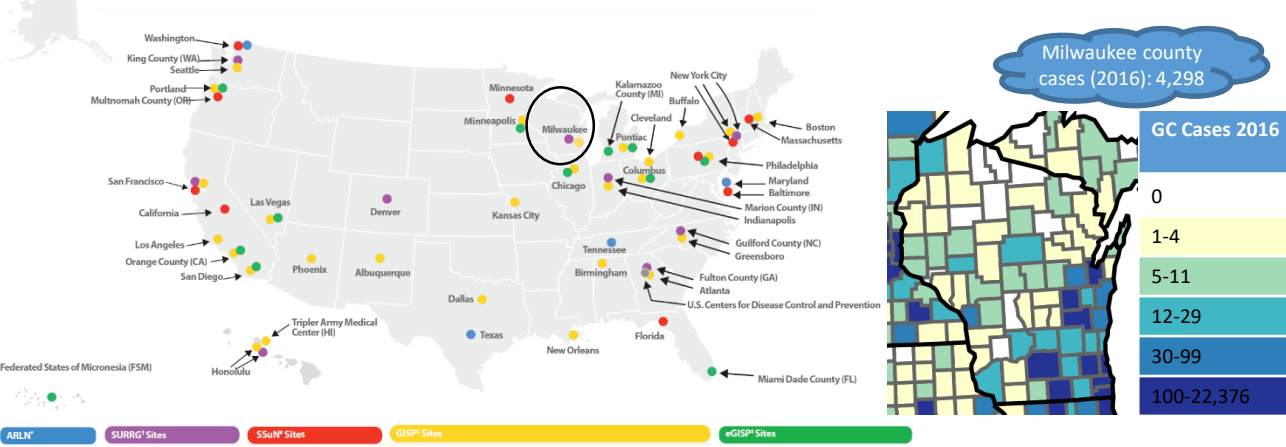 Washington
King County (WA)
Seattle
Portland
Multnomah County (OR)
San Francisco
California
Los Angeles
Orange County (CA)
San Diego
Las Vegas
Phoenix
Albuquerque
Denver
Dallas
Texas
Kansas City
Minnesota
Minneapolis
Milwaukee
Chicago
Kalamazoo
County (MI)
Pontiac
Cleveland
Columbus
Buffalo
New York City
Boston
Massachusetts
Philadelphia
Maryland
Baltimore
Marion County (IN)
Indianapolis
Guilford County (NC)
Greensboro
Fulton County (GA)
Atlanta
U.S. Centers for Disease Control and Prevention
Tennessee
Birmingham
New Orleans
Florida
Miami Dade County (FL)
Tripler Army Medical
Center (HI)
Honolulu
Federated States of Micronesia (FSM)
SURRG† Sites
GISP‡ Sites
Milwaukee county
cases (2016): 4,298
GC Cases 2016
0
1-4
5-11
12-29
30-99
100-22,376